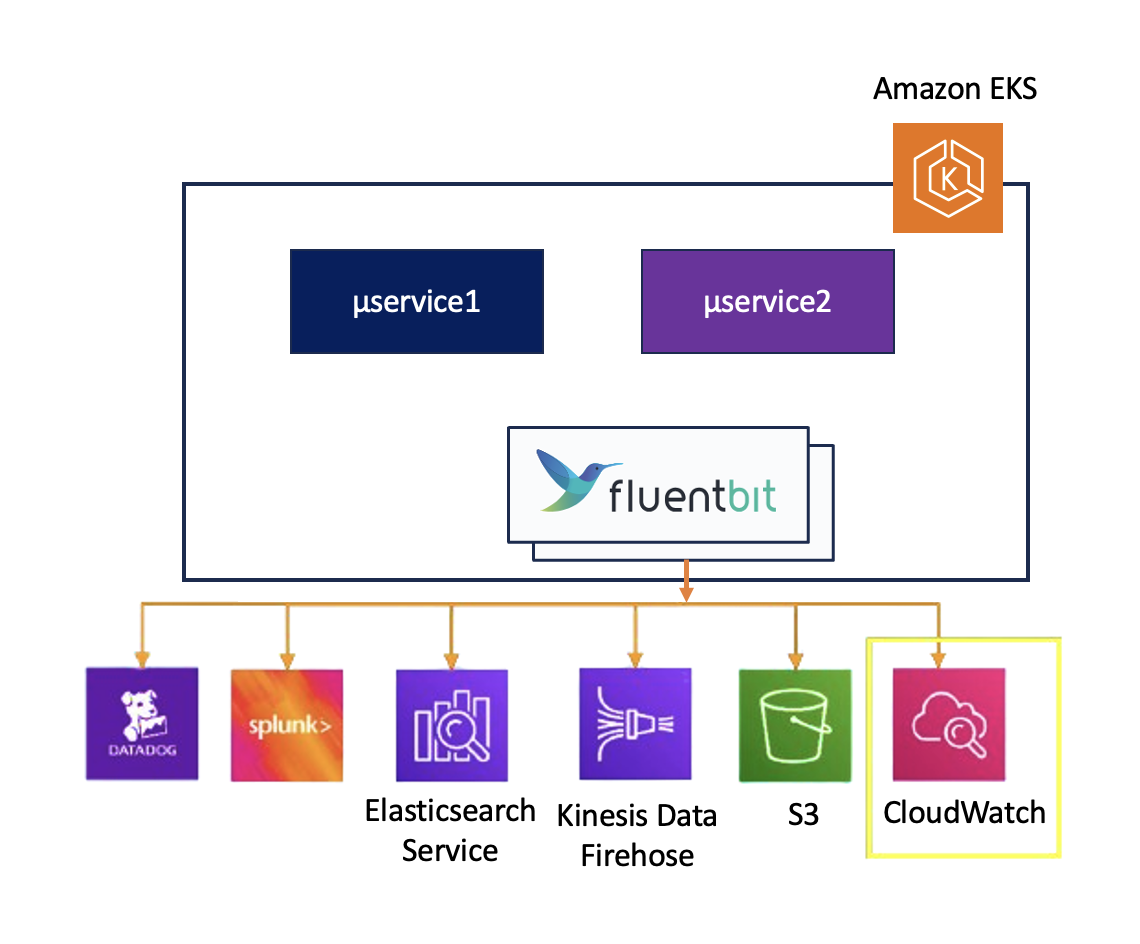 Amazon EKS
K
µservice1
µservice2
fluentbit
DATADOG
splunk>
Elasticsearch
Service
Kinesis Data
Firehose
S3
CloudWatch